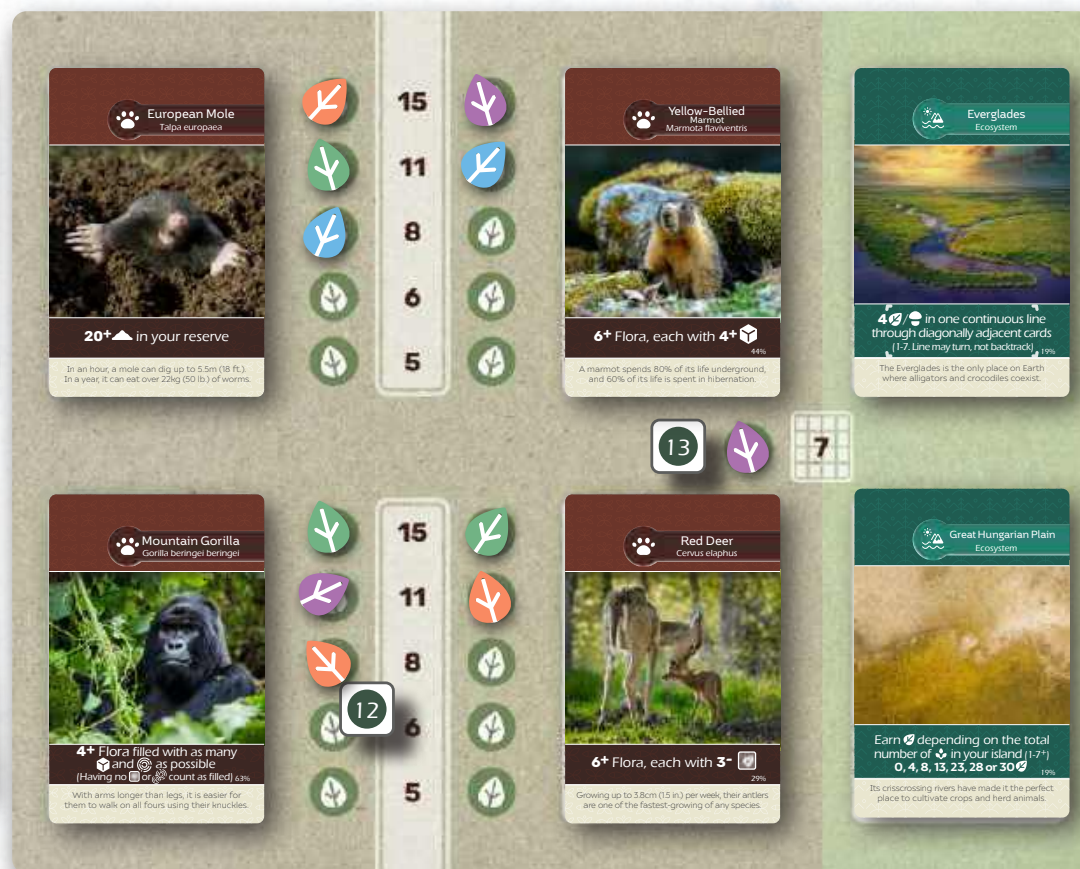 European Mole
Talpa europaea
20+ in your reserve
In an hour, a mole can dig up to 5.5m (18 ft.).
In a year, it can eat over 22kg (50 lb.) of worms.
15
11
8
6
5
Yellow-Bellied
Marmot
Marmota flaviventris
6+ Flora, each with 4+
44%
A marmot spends 80% of its life underground,
and 60% of its life is spent in hibernation.
Everglades
Ecosystem
4 / in one continuous line
through diagonally adjacent cards
(1-7. Line may turn, not backtrack)
19%
The Everglades is the only place on Earth
where alligators and crocodiles coexist.
13
7
Mountain Gorilla
Gorilla beringei beringei
4+ Flora filled with as many
and as possible
(Having no or count as filled) 63%
With arms longer than legs, it is easier for
them to walk on all fours using their knuckles.
15
11
8
12
6
5
Red Deer
Cervus elaphus
6+ Flora, each with 3-
29%
Growing up to 3.8cm (1.5 in.) per week, their antlers
are one of the fastest-growing of any species.
Great Hungarian Plain
Ecosystem
Earn depending on the total
number of in your island (1-7+)
0, 4, 8, 13, 23, 28 or 30
19%
Its crisscrossing rivers have made it the perfect
place to cultivate crops and herd animals.